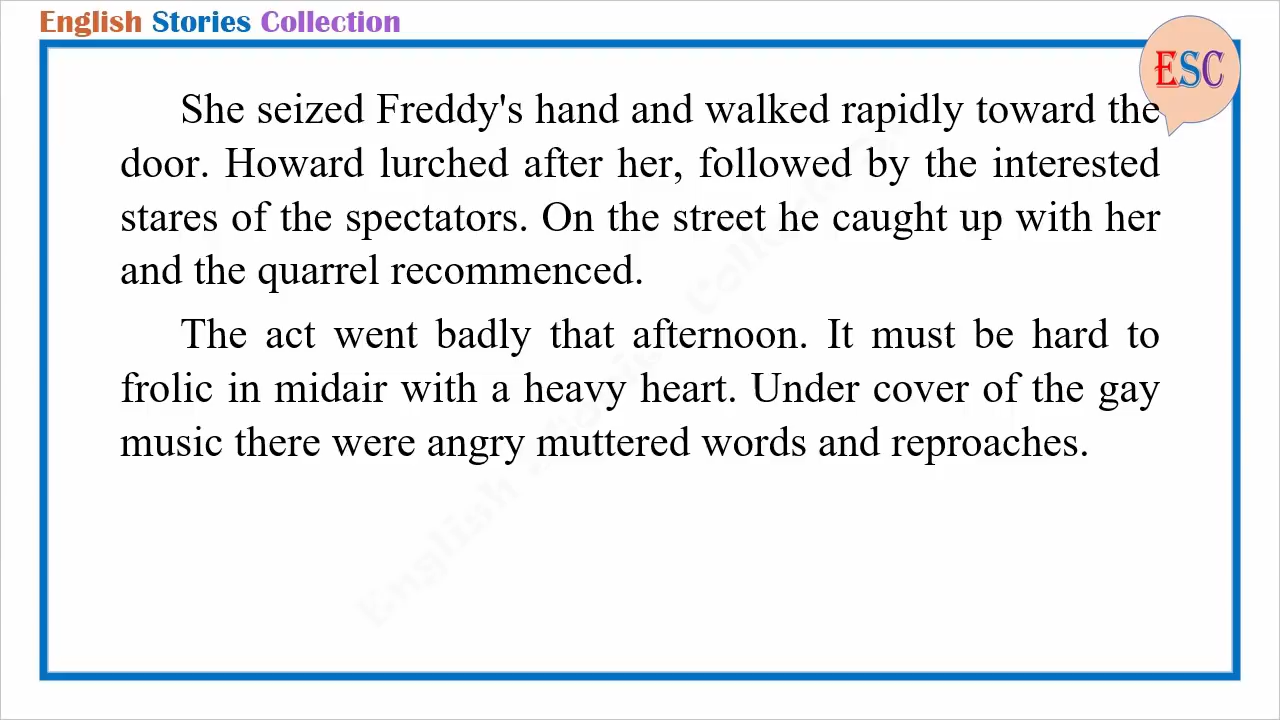 English Stories Collection
ESC
She seized Freddy's hand and walked rapidly toward the
door. Howard lurched after her, followed by the interested
stares of the spectators. On the street he caught up with her
and the quarrel recommenced.
The act went badly that afternoon. It must be hard to
frolic in midair with a heavy heart. Under cover of the gay
music there were angry muttered words and reproaches.
English Stories Collection